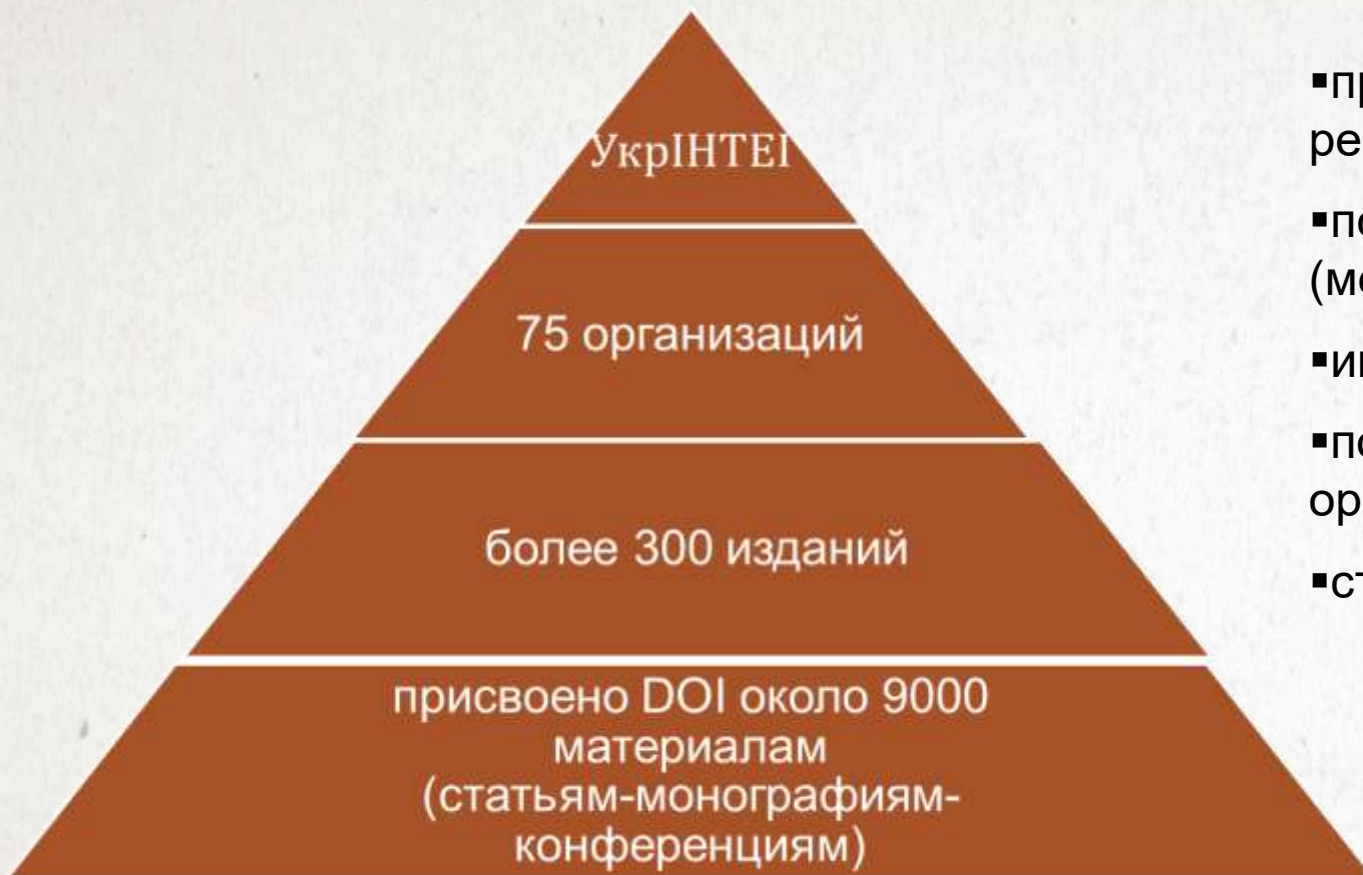 УкрІНТЕІ
75 организаций
более 300 изданий
присвоено DOI около 9000
материалам
(статьям-монографиям-
конференциям)